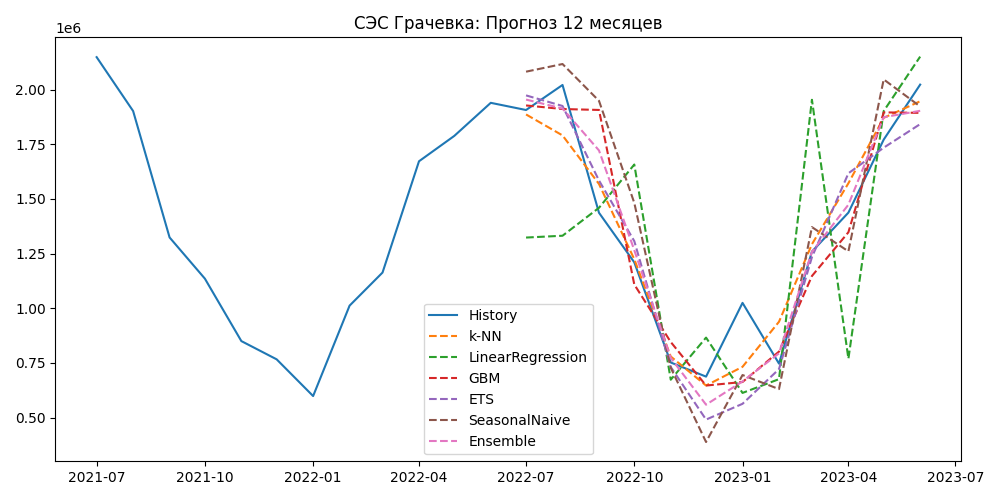 СЭС Грачевка: Прогноз 12 месяцев
1e6
2.00
1.75
1.50
1.25
1.00
0.75
0.50
History
k-NN
LinearRegression
GBM
ETS
SeasonalNaive
Ensemble
2021-07 2021-10 2022-01 2022-04 2022-07 2022-10 2023-01 2023-04 2023-07